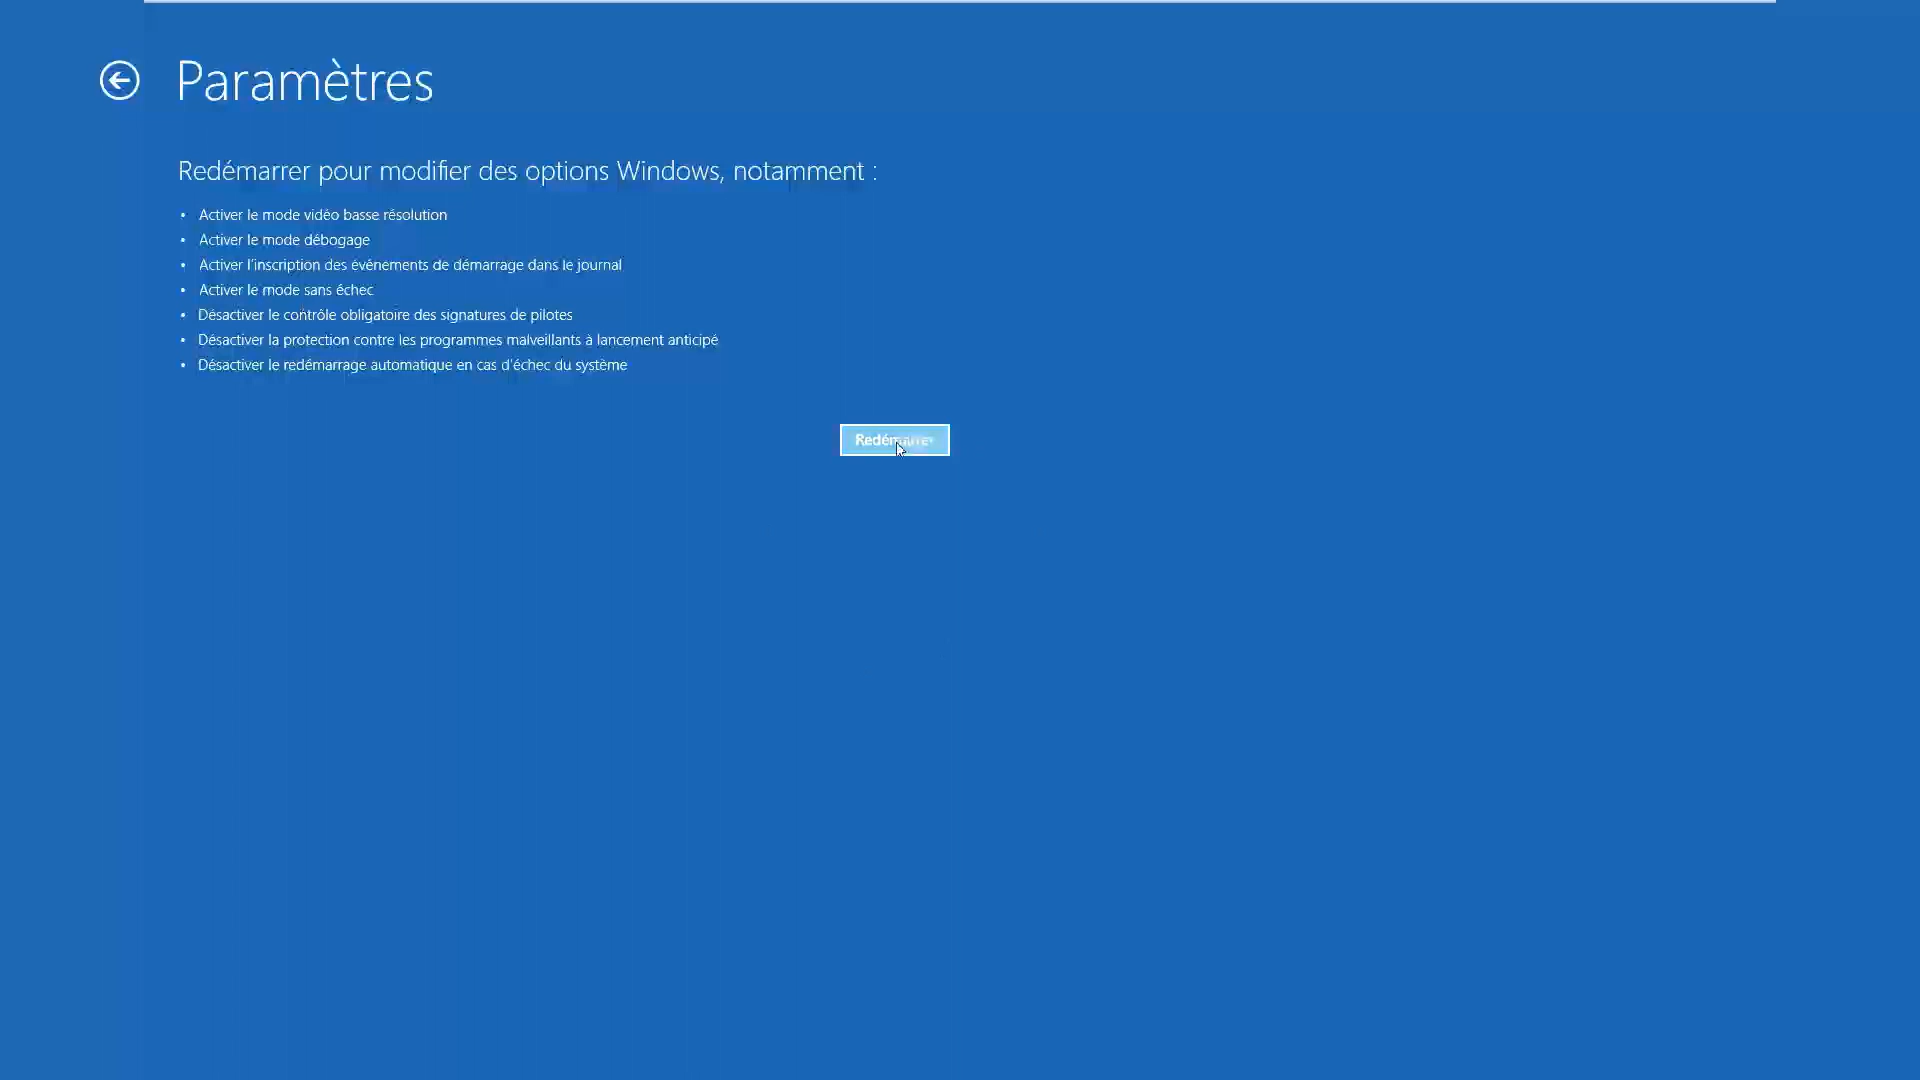 Paramètres
Redémarrer pour modifier des options Windows, notamment :
• Activer le mode vidéo basse résolution
• Activer le mode débogage
• Activer l'inscription des événements de démarrage dans le journal
• Activer le mode sans échec
• Désactiver le contrôle obligatoire des signatures de pilotes
• Désactiver la protection contre les programmes malveillants à lancement anticipé
• Désactiver le redémarrage automatique en cas d'échec du système
Redémarrer